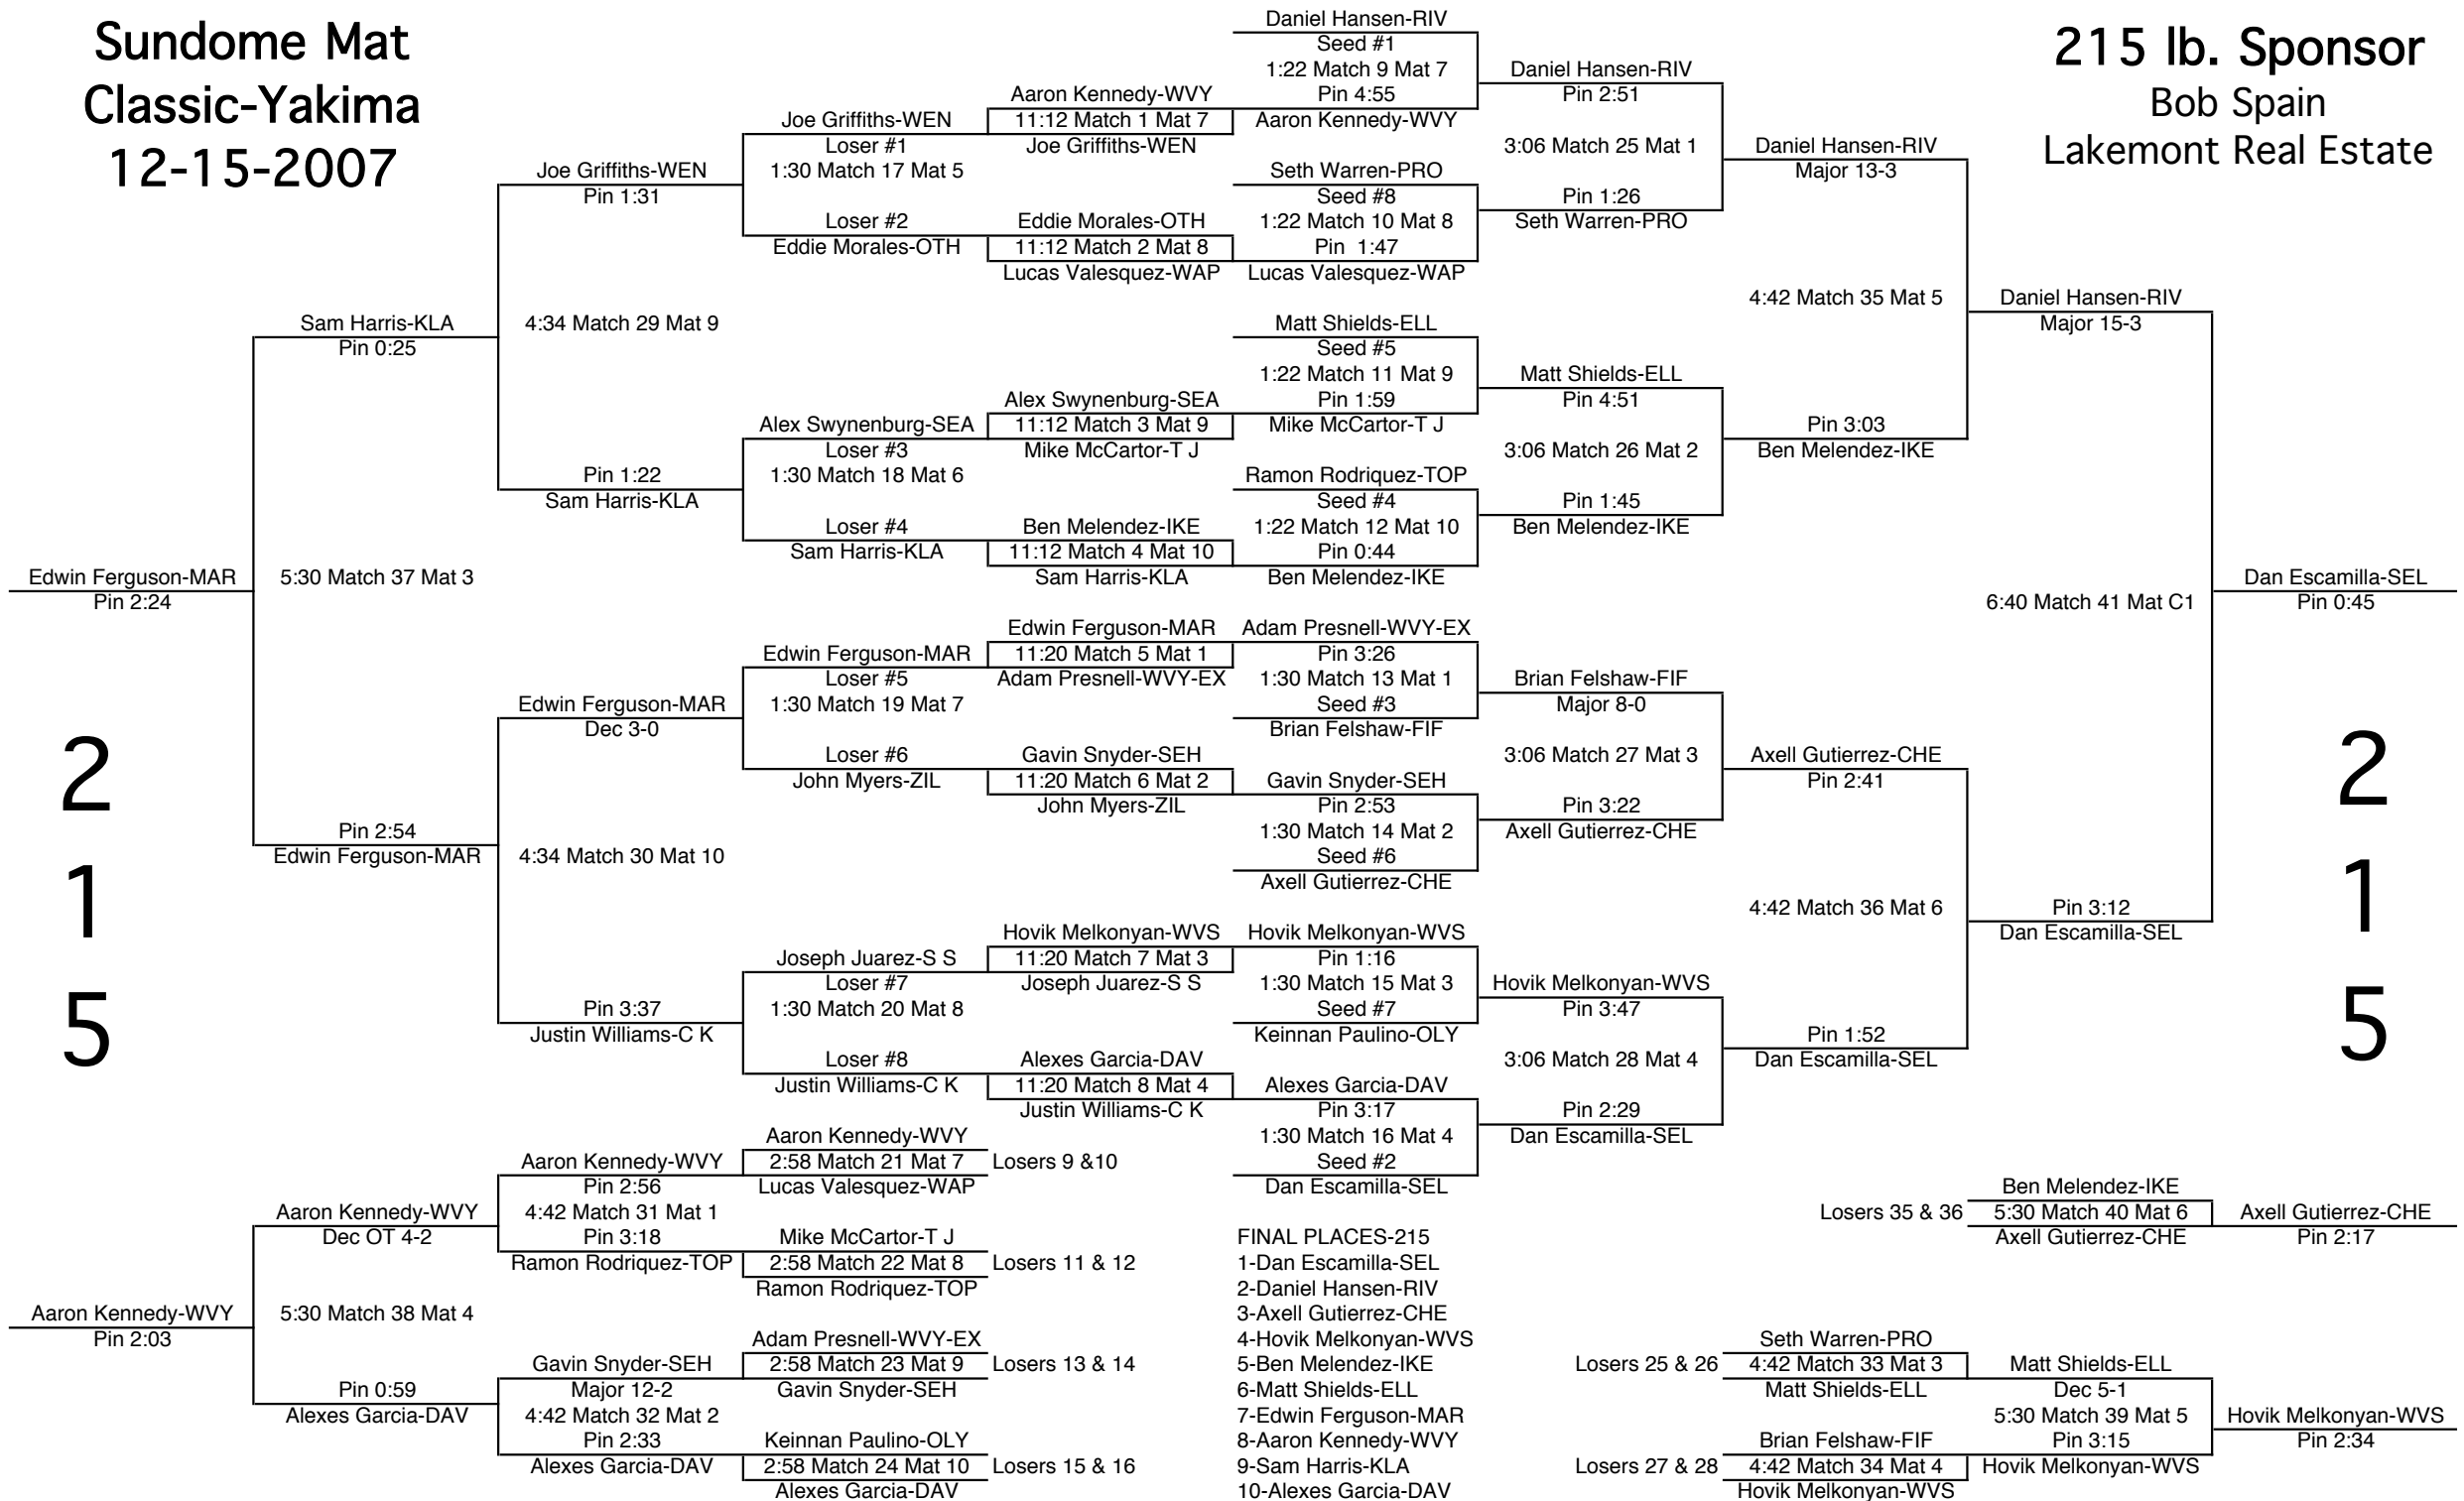 Sundome Mat
Classic-Yakima
12-15-2007
215 lb. Sponsor
Bob Spain
Lakemont Real Estate
Edwin Ferguson-MAR
Pin 2:24
2
1
5
Aaron Kennedy-WVY
Pin 2:03
Sam Harris-KLA
Pin 0:25
5:30 Match 37 Mat 3
Pin 2:54
Edwin Ferguson-MAR
Aaron Kennedy-WVY
Dec OT 4-2
5:30 Match 38 Mat 4
Pin 0:59
Alexes Garcia-DAV
Joe Griffiths-WEN
Pin 1:31
4:34 Match 29 Mat 9
Pin 1:22
Sam Harris-KLA
Edwin Ferguson-MAR
Dec 3-0
4:34 Match 30 Mat 10
Pin 3:37
Justin Williams-C K
Aaron Kennedy-WVY
Pin 2:56
4:42 Match 31 Mat 1
Pin 3:18
Ramon Rodriquez-TOP
Gavin Snyder-SEH
Major 12-2
4:42 Match 32 Mat 2
Pin 2:33
Alexes Garcia-DAV
Joe Griffiths-WEN
Loser #1
1:30 Match 17 Mat 5
Loser #2
Eddie Morales-OTH
Alex Swynenburg-SEA
Loser #3
1:30 Match 18 Mat 6
Loser #4
Sam Harris-KLA
Edwin Ferguson-MAR
Loser #5
1:30 Match 19 Mat 7
Loser #6
John Myers-ZIL
Joseph Juarez-S S
Loser #7
1:30 Match 20 Mat 8
Loser #8
Justin Williams-C K
Aaron Kennedy-WVY
2:58 Match 21 Mat 7
Lucas Valesquez-WAP
Mike McCartor-T J
2:58 Match 22 Mat 8
Ramon Rodriquez-TOP
Adam Presnell-WVY-EX
2:58 Match 23 Mat 9
Gavin Snyder-SEH
Keinnan Paulino-OLY
2:58 Match 24 Mat 10
Alexes Garcia-DAV
Aaron Kennedy-WVY
11:12 Match 1 Mat 7
Joe Griffiths-WEN
Eddie Morales-OTH
11:12 Match 2 Mat 8
Lucas Valesquez-WAP
Alex Swynenburg-SEA
11:12 Match 3 Mat 9
Mike McCartor-T J
Ben Melendez-IKE
11:12 Match 4 Mat 10
Sam Harris-KLA
Edwin Ferguson-MAR
11:20 Match 5 Mat 1
Adam Presnell-WVY-EX
Gavin Snyder-SEH
11:20 Match 6 Mat 2
John Myers-ZIL
Hovik Melkonyan-WVS
11:20 Match 7 Mat 3
Joseph Juarez-S S
Alexes Garcia-DAV
11:20 Match 8 Mat 4
Justin Williams-C K
Losers 9 &10
Losers 11 & 12
Losers 13 & 14
Losers 15 & 16
Daniel Hansen-RIV
Seed #1
1:22 Match 9 Mat 7
Pin 4:55
Aaron Kennedy-WVY
Seth Warren-PRO
Seed #8
1:22 Match 10 Mat 8
Pin 1:47
Lucas Valesquez-WAP
Matt Shields-ELL
Seed #5
1:22 Match 11 Mat 9
Pin 1:59
Mike McCartor-T J
Ramon Rodriquez-TOP
Seed #4
1:22 Match 12 Mat 10
Pin 0:44
Ben Melendez-IKE
Adam Presnell-WVY-EX
Pin 3:26
1:30 Match 13 Mat 1
Seed #3
Brian Felshaw-FIF
Gavin Snyder-SEH
Pin 2:53
1:30 Match 14 Mat 2
Seed #6
Axell Gutierrez-CHE
Hovik Melkonyan-WVS
Pin 1:16
1:30 Match 15 Mat 3
Seed #7
Keinnan Paulino-OLY
Alexes Garcia-DAV
Pin 3:17
1:30 Match 16 Mat 4
Seed #2
Dan Escamilla-SEL
FINAL PLACES-215
1-Dan Escamilla-SEL
2-Daniel Hansen-RIV
3-Axell Gutierrez-CHE
4-Hovik Melkonyan-WVS
5-Ben Melendez-IKE
6-Matt Shields-ELL
7-Edwin Ferguson-MAR
8-Aaron Kennedy-WVY
9-Sam Harris-KLA
10-Alexes Garcia-DAV
Daniel Hansen-RIV
Pin 2:51
3:06 Match 25 Mat 1
Pin 1:26
Seth Warren-PRO
Matt Shields-ELL
Pin 4:51
3:06 Match 26 Mat 2
Pin 1:45
Ben Melendez-IKE
Brian Felshaw-FIF
Major 8-0
3:06 Match 27 Mat 3
Pin 3:22
Axell Gutierrez-CHE
Hovik Melkonyan-WVS
Pin 3:47
3:06 Match 28 Mat 4
Pin 2:29
Dan Escamilla-SEL
Losers 25 & 26
Losers 27 & 28
Daniel Hansen-RIV
Major 13-3
4:42 Match 35 Mat 5
Pin 3:03
Ben Melendez-IKE
Axell Gutierrez-CHE
Pin 2:41
4:42 Match 36 Mat 6
Pin 1:52
Dan Escamilla-SEL
Losers 35 & 36
Seth Warren-PRO
4:42 Match 33 Mat 3
Matt Shields-ELL
Brian Felshaw-FIF
4:42 Match 34 Mat 4
Hovik Melkonyan-WVS
Daniel Hansen-RIV
Major 15-3
6:40 Match 41 Mat C1
Pin 3:12
Dan Escamilla-SEL
Ben Melendez-IKE
5:30 Match 40 Mat 6
Axell Gutierrez-CHE
Matt Shields-ELL
Dec 5-1
5:30 Match 39 Mat 5
Pin 3:15
Hovik Melkonyan-WVS
Dan Escamilla-SEL
Pin 0:45
2
1
5
Axell Gutierrez-CHE
Pin 2:17
Hovik Melkonyan-WVS
Pin 2:34